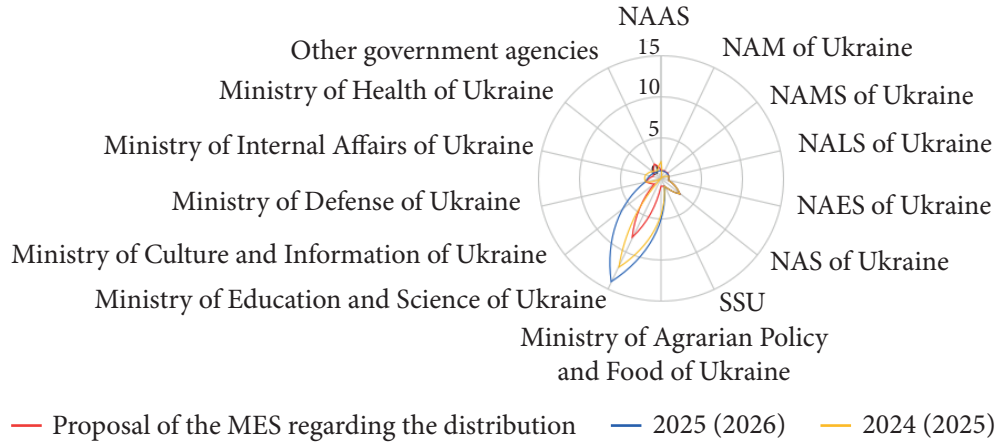 NAAS
15
10
5
NAM of Ukraine
NAMS of Ukraine
NALS of Ukraine
NAES of Ukraine
NAS of Ukraine
SSU
Ministry of Agrarian Policy
and Food of Ukraine
Ministry of Education and Science of Ukraine
Ministry of Culture and Information of Ukraine
Ministry of Defense of Ukraine
Ministry of Internal Affairs of Ukraine
Ministry of Health of Ukraine
Other government agencies
Proposal of the MES regarding the distribution
2025 (2026)
2024 (2025)